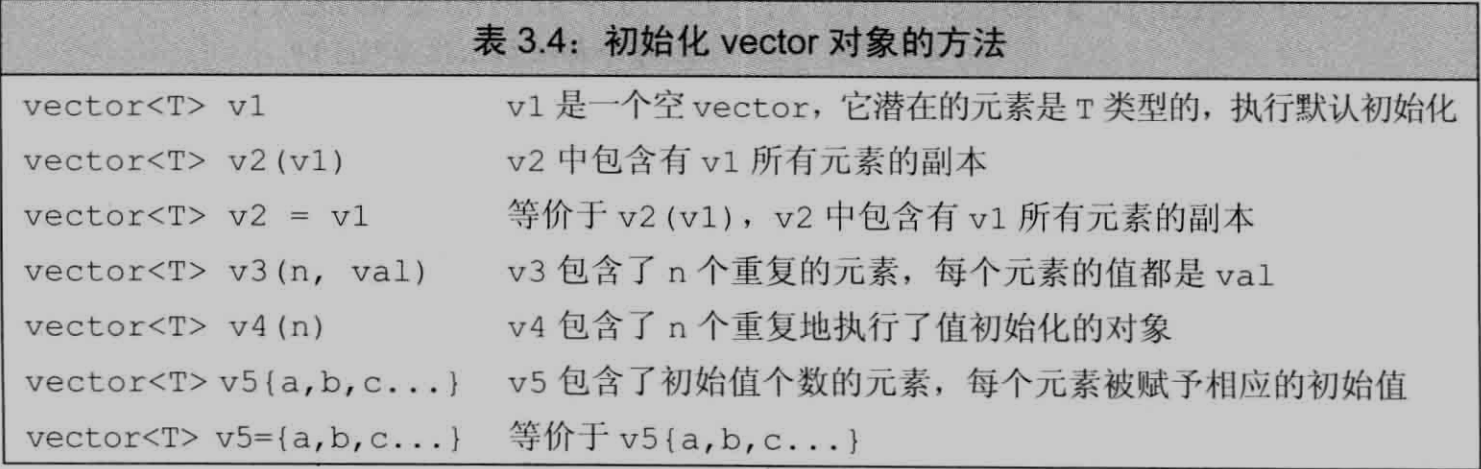 表 3.4：初始化 vector 对象的方法
vector<T> v1 v1 是一个空 vector，它潜在的元素是 T 类型的，执行默认初始化
vector<T> v2(v1) v2 中包含有 v1 所有元素的副本
vector<T> v2 = v1 等价于 v2(v1)，v2 中包含有 v1 所有元素的副本
vector<T> v3(n, val) v3 包含了 n 个重复的元素，每个元素的值都是 val
vector<T> v4(n) v4 包含了 n 个重复地执行了值初始化的对象
vector<T> v5{a,b,c...} v5 包含了初始值个数的元素，每个元素被赋予相应的初始值
vector<T> v5={a,b,c...} 等价于 v5{a,b,c...}